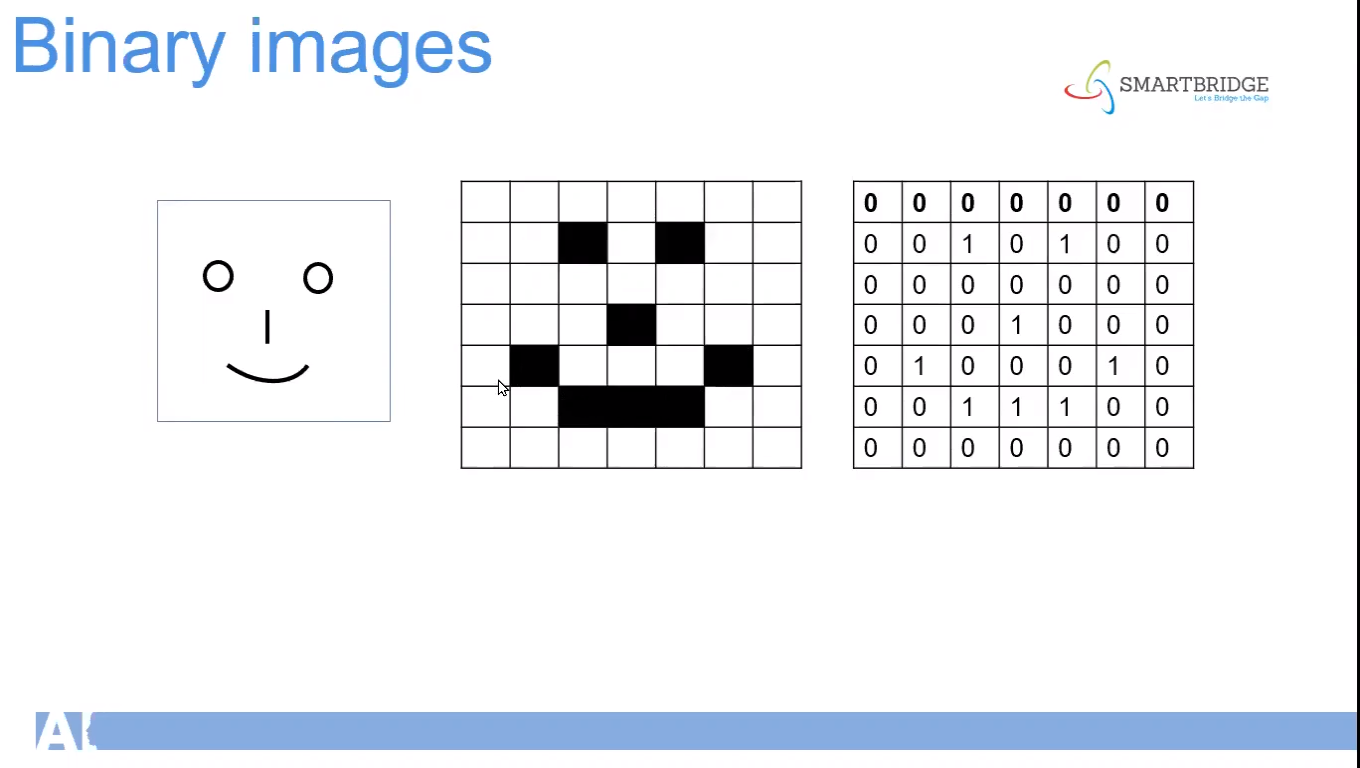 Binary images
SMARTBRIDGE
Let's Bridge the Gap
0 0 0 0 0 0 0
0 0 1 0 1 0 0
0 0 0 0 0 0 0
0 0 0 1 0 0 0
0 1 0 0 0 1 0
0 0 1 1 1 0 0
0 0 0 0 0 0 0
AI